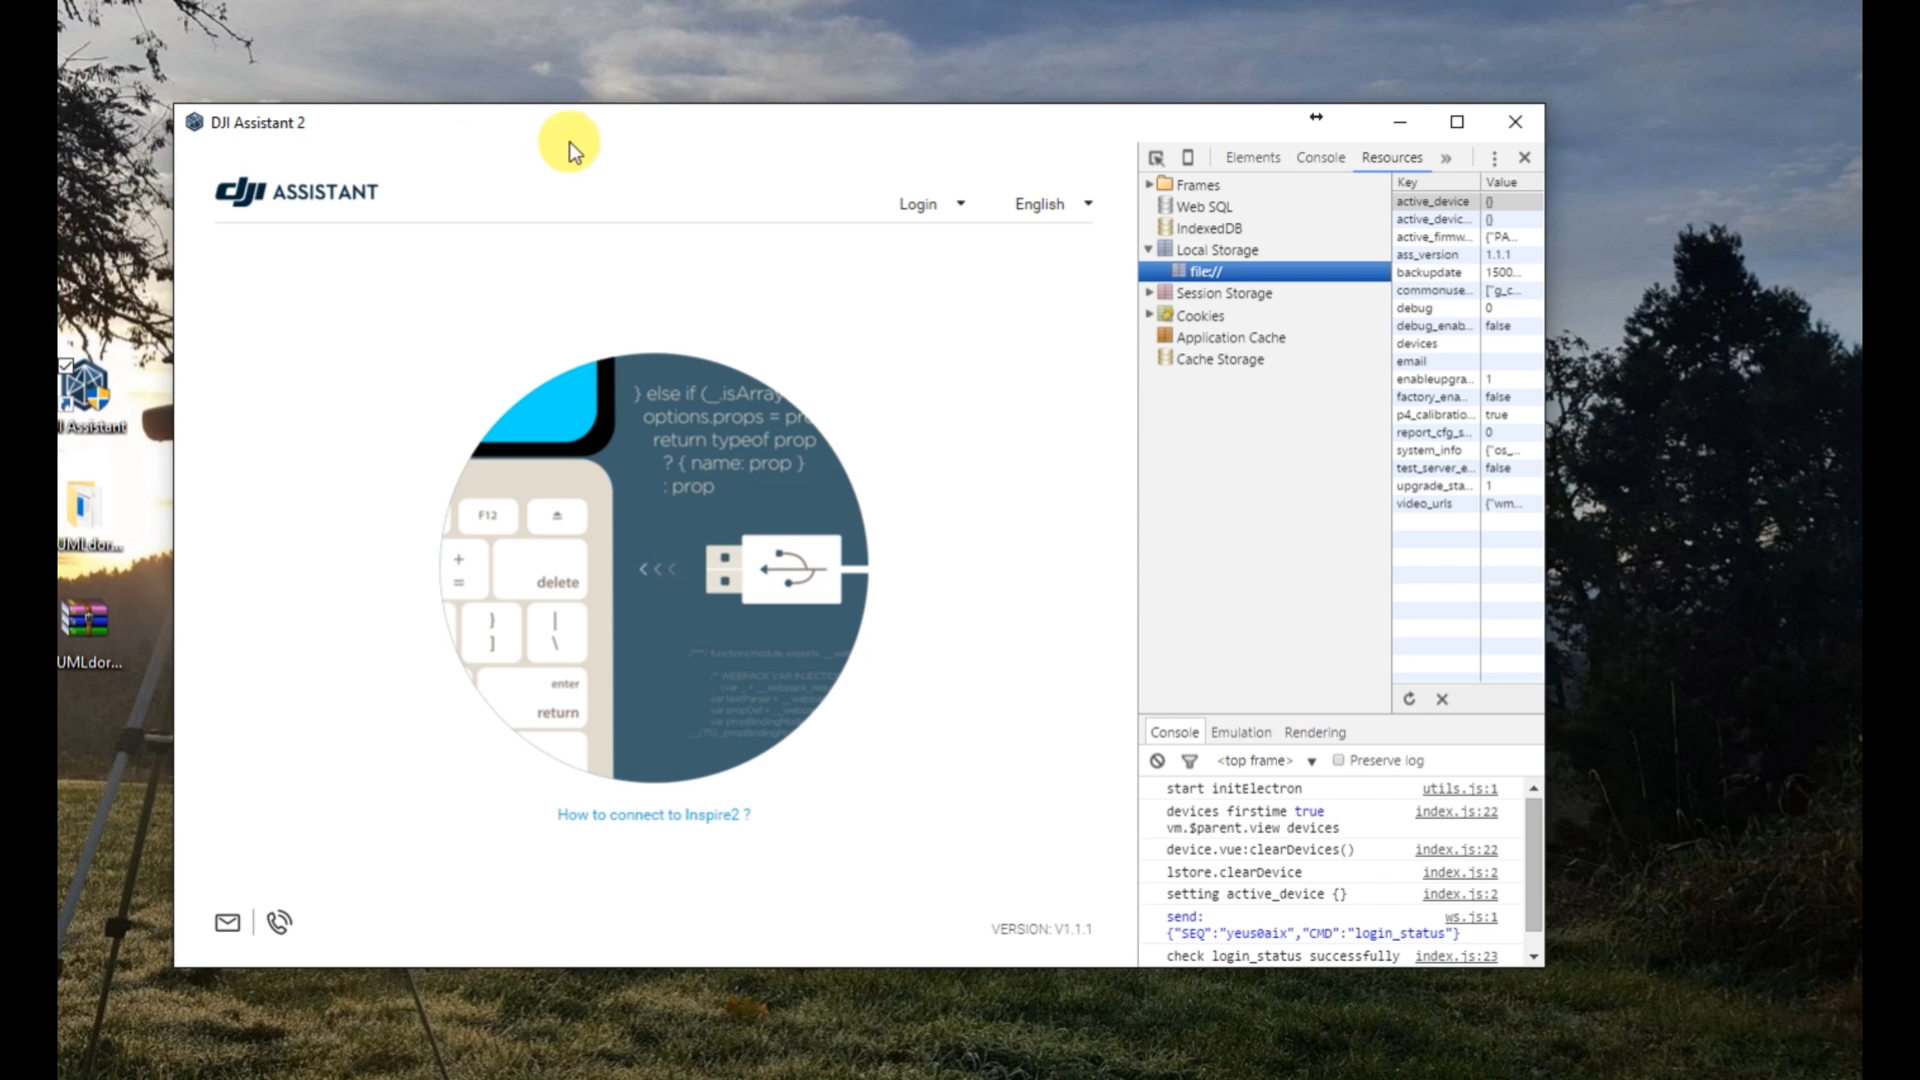 DJI Assistant 2
dji ASSISTANT
Login
English
Elements Console Resources »
Frames
Web SQL
IndexedDB
Local Storage
file://
Session Storage
Cookies
Application Cache
Cache Storage
Key Value
active_device {}
active_devic... {}
active_firmw... {"PA...
ass_version 1.1.1
backupdate 1500...
commonuse... ["g_c...
debug 0
debug_enab... false
devices
email
enableupgra... 1
factory_ena... false
p4_calibratio... true
report_cfg_s... 0
system_info {"os_...
test_server_e... false
upgrade_sta... 1
video_urls {"wm...
} else if (_.isArray
options.props = pr
return typeof prop
? { name: prop }
: prop
F12
+
=
delete
}
]
|
\
enter
return
How to connect to Inspire2 ?
VERSION: V1.1.1
Console Emulation Rendering
<top frame> Preserve log
start initElectron utils.js:1
devices firstime true index.js:22
vm.$parent.view devices
device.vue:clearDevices() index.js:22
lstore.clearDevice index.js:2
setting active_device {} index.js:2
send: ws.js:1
{"SEQ":"yeus0aix","CMD":"login_status"}
check login_status successfully index.js:23
I Assistant
UMLdor...
UMLdor...